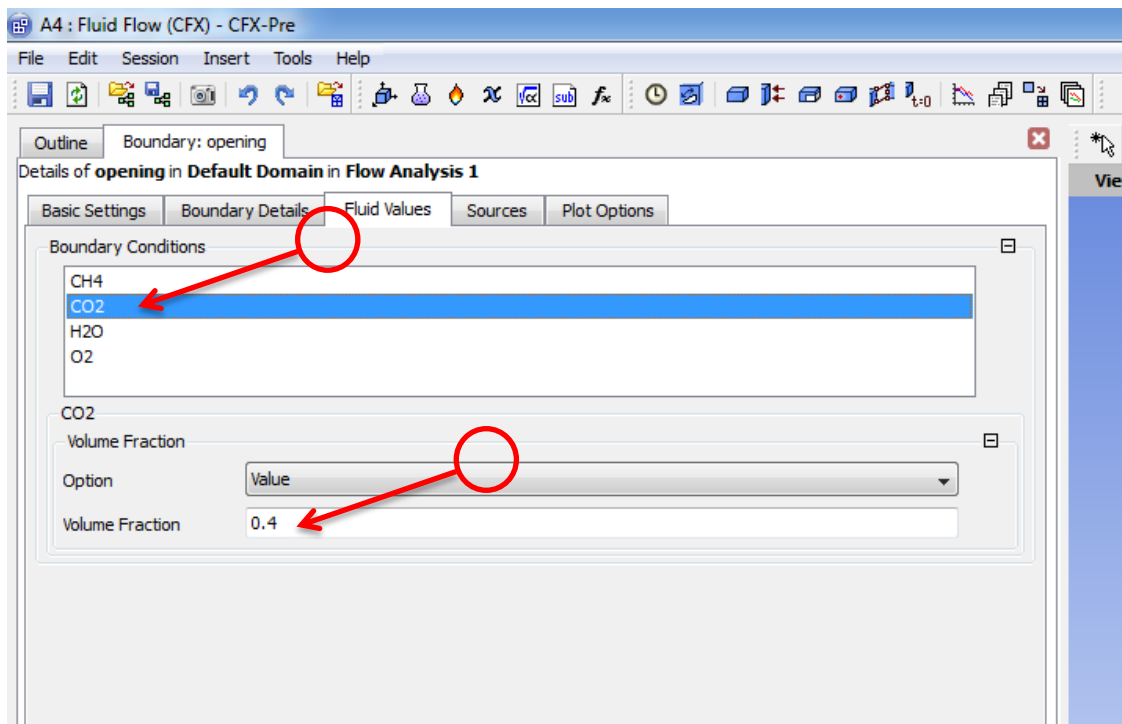 A4 : Fluid Flow (CFX) - CFX-Pre
File Edit Session Insert Tools Help
√α sub f∗ t=0
Outline Boundary: opening
Details of opening in Default Domain in Flow Analysis 1
Vie
Basic Settings Boundary Details Fluid Values Sources Plot Options
Boundary Conditions
CH4
CO2
H2O
O2
CO2
Volume Fraction
Option Value
Volume Fraction 0.4